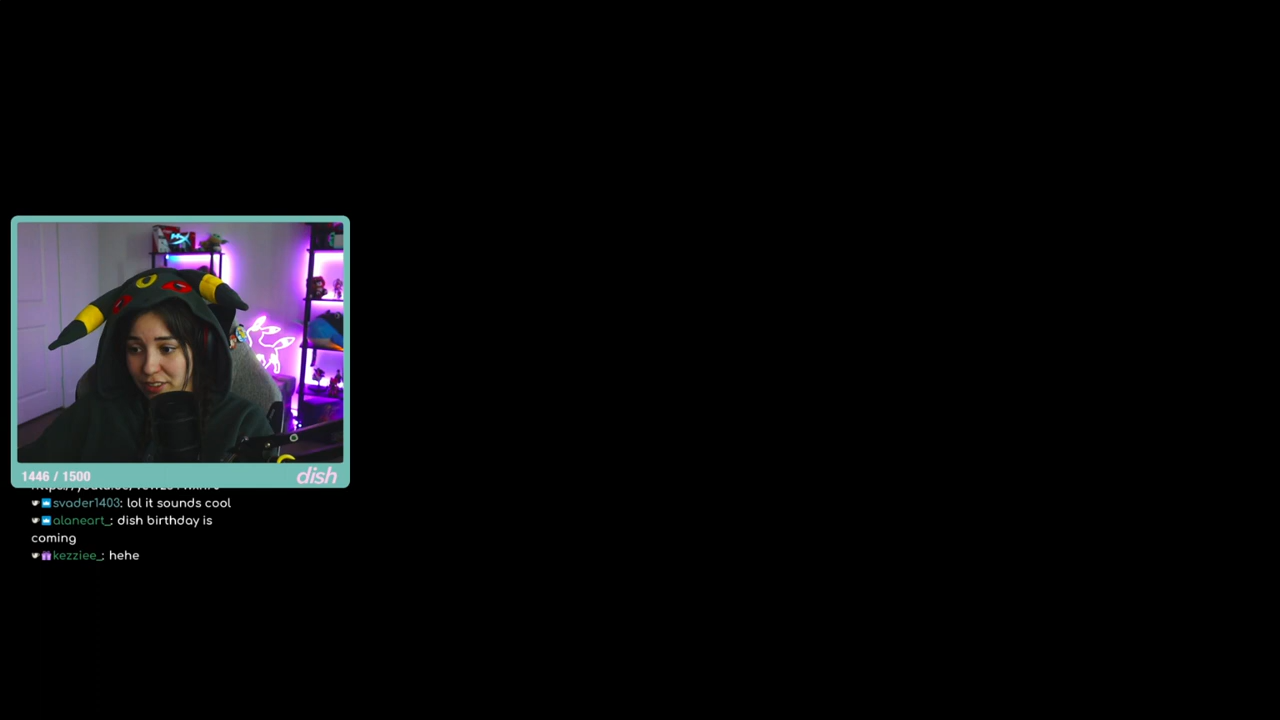 1446 / 1500
dish
svader1403: lol it sounds cool
alaneart_: dish birthday is
coming
kezziee_: hehe